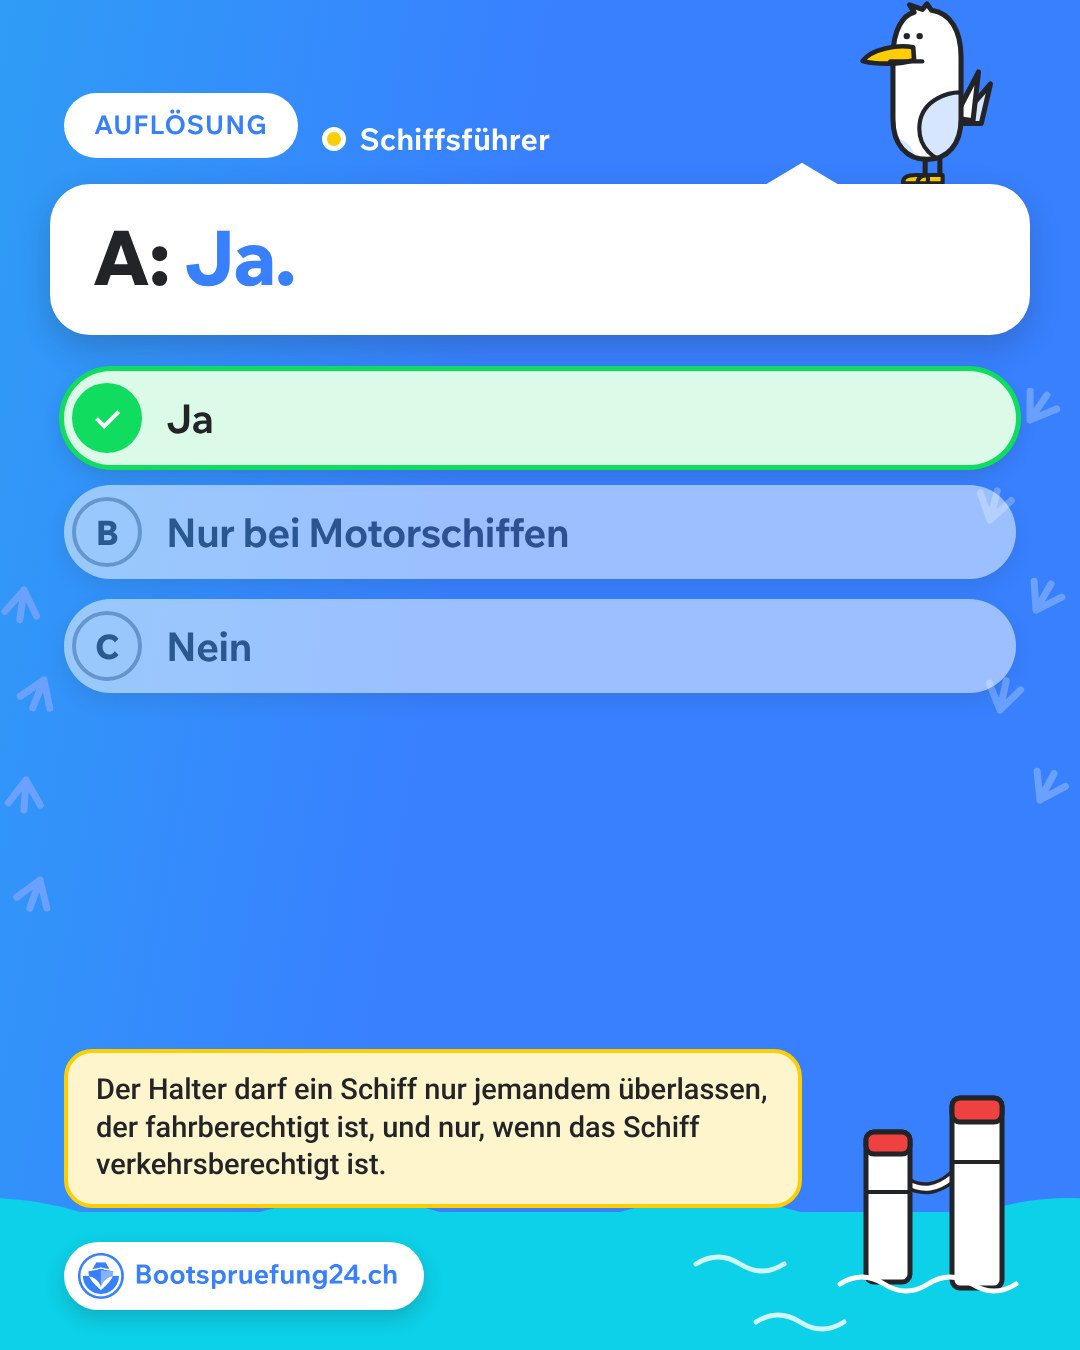 AUFLÖSUNG
Schiffsführer
A: Ja.
Ja
B Nur bei Motorschiffen
C Nein
Der Halter darf ein Schiff nur jemandem überlassen,
der fahrberechtigt ist, und nur, wenn das Schiff
verkehrsberechtigt ist.
Bootspruefung24.ch